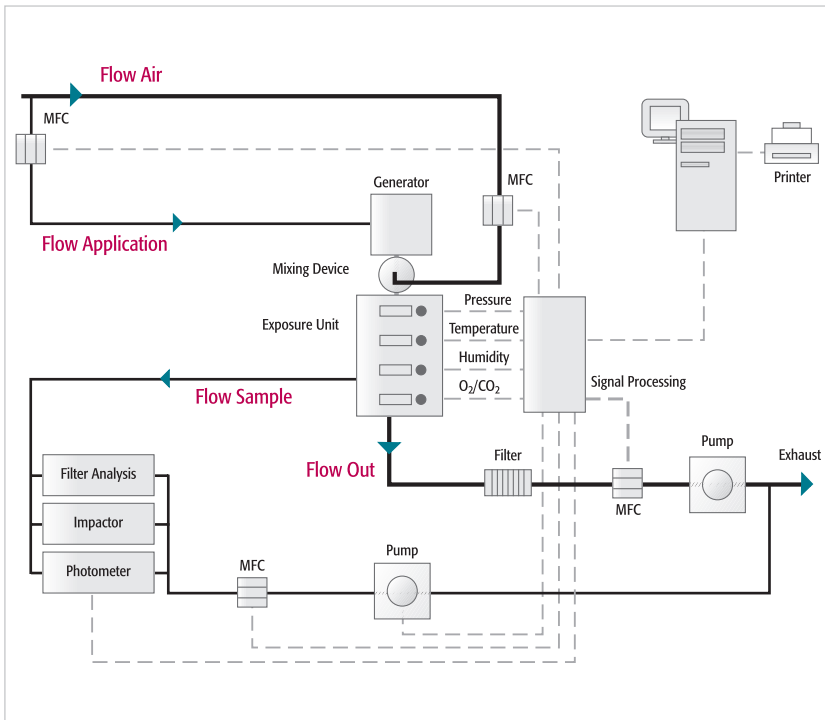 Flow Air
MFC
Generator
MFC
Printer
Flow Application
Mixing Device
Exposure Unit
Pressure
Temperature
Humidity
O₂/CO₂
Signal Processing
Flow Sample
Flow Out
Filter
Pump
Exhaust
Filter Analysis
MFC
Impactor
Pump
MFC
Photometer